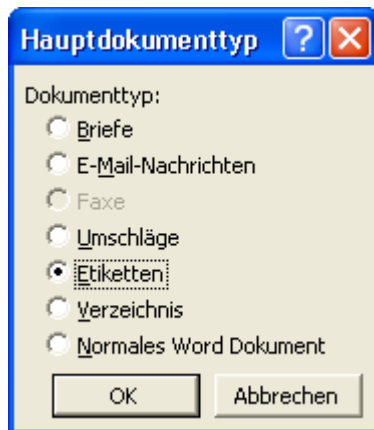 Hauptdokumenttyp
Dokumenttyp:
Briefe
E-Mail-Nachrichten
Faxe
Umschläge
Etiketten
Verzeichnis
Normales Word Dokument
OK Abbrechen